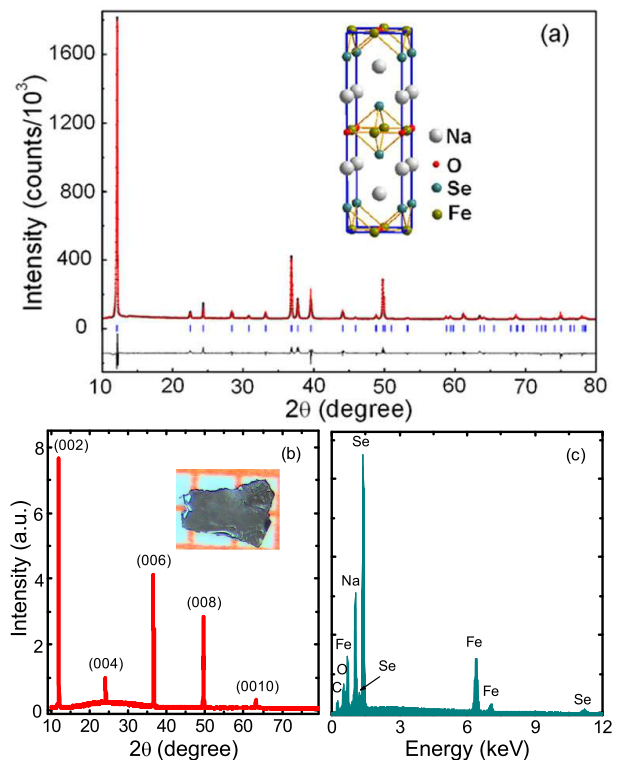 (a)
Intensity (counts/10³)
1600
1200
800
400
0
Na
O
Se
Fe
10 20 30 40 50 60 70 80
2θ (degree)
(b)
Intensity (a.u.)
8
6
4
2
0
(002)
(004)
(006)
(008)
(0010)
10 20 30 40 50 60 70
2θ (degree)
(c)
Se
Na
Fe
O
C
Se
Fe
Fe
Se
0 3 6 9 12
Energy (keV)